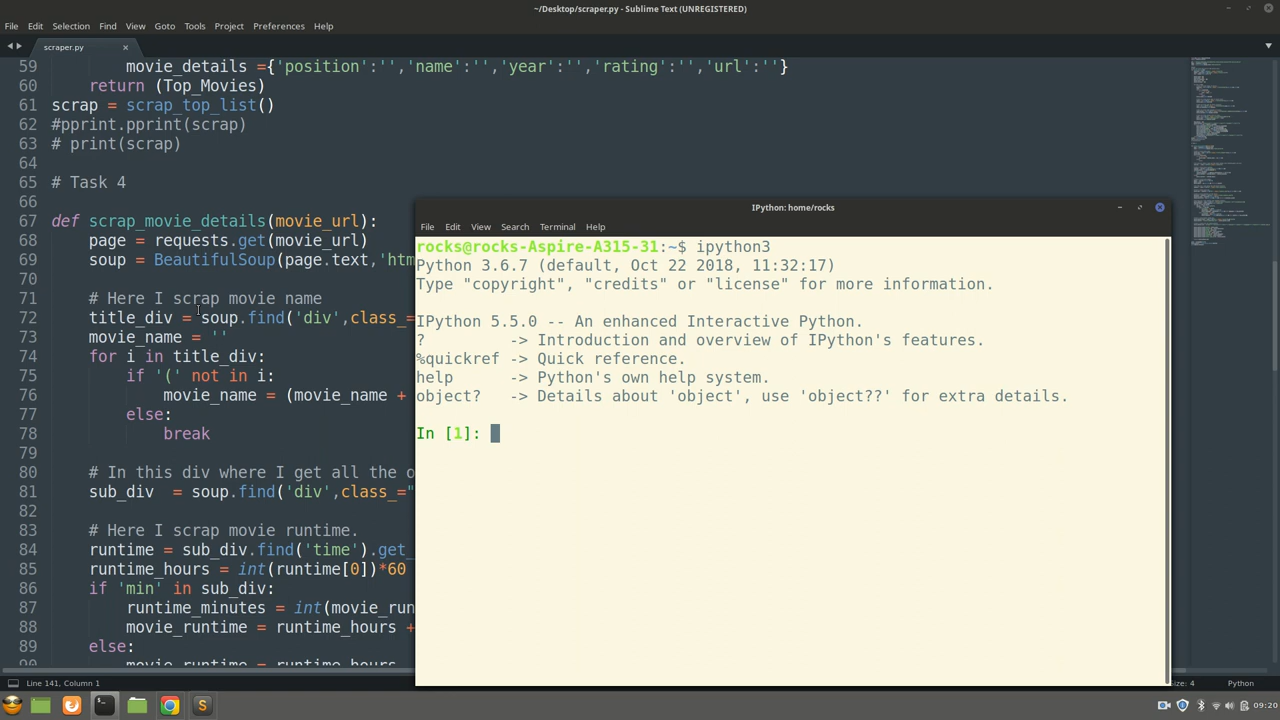 ~/Desktop/scraper.py - Sublime Text (UNREGISTERED)
File Edit Selection Find View Goto Tools Project Preferences Help
scraper.py
59 movie_details ={'position':'','name':'','year':'','rating':'','url':''}
60 return (Top_Movies)
61 scrap = scrap_top_list()
62 #pprint.pprint(scrap)
63 # print(scrap)
64
65 # Task 4
66
67 def scrap_movie_details(movie_url):
68 page = requests.get(movie_url)
69 soup = BeautifulSoup(page.text,'htm
70
71 # Here I scrap movie name
72 title_div = soup.find('div',class_=
73 movie_name = ''
74 for i in title_div:
75 if '(' not in i:
76 movie_name = (movie_name +
77 else:
78 break
79
80 # In this div where I get all the o
81 sub_div = soup.find('div',class_="
82
83 # Here I scrap movie runtime.
84 runtime = sub_div.find('time').get_
85 runtime_hours = int(runtime[0])*60
86 if 'min' in sub_div:
87 runtime_minutes = int(movie_run
88 movie_runtime = runtime_hours +
89 else:
90 movie_runtime = runtime_hours
IPython: home/rocks
File Edit View Search Terminal Help
rocks@rocks-Aspire-A315-31:~$ ipython3
Python 3.6.7 (default, Oct 22 2018, 11:32:17)
Type "copyright", "credits" or "license" for more information.
IPython 5.5.0 -- An enhanced Interactive Python.
? -> Introduction and overview of IPython's features.
%quickref -> Quick reference.
help -> Python's own help system.
object? -> Details about 'object', use 'object??' for extra details.
In [1]:
Line 141, Column 1
Size: 4 Python
09:20